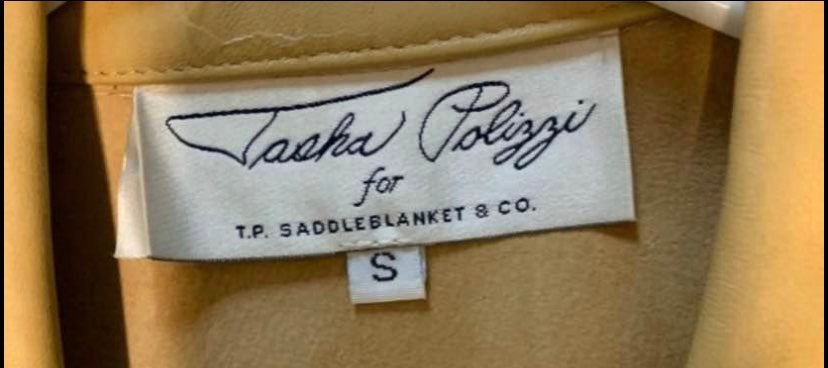 Tasha Polizzi
for
T.P. SADDLEBLANKET & CO.
S